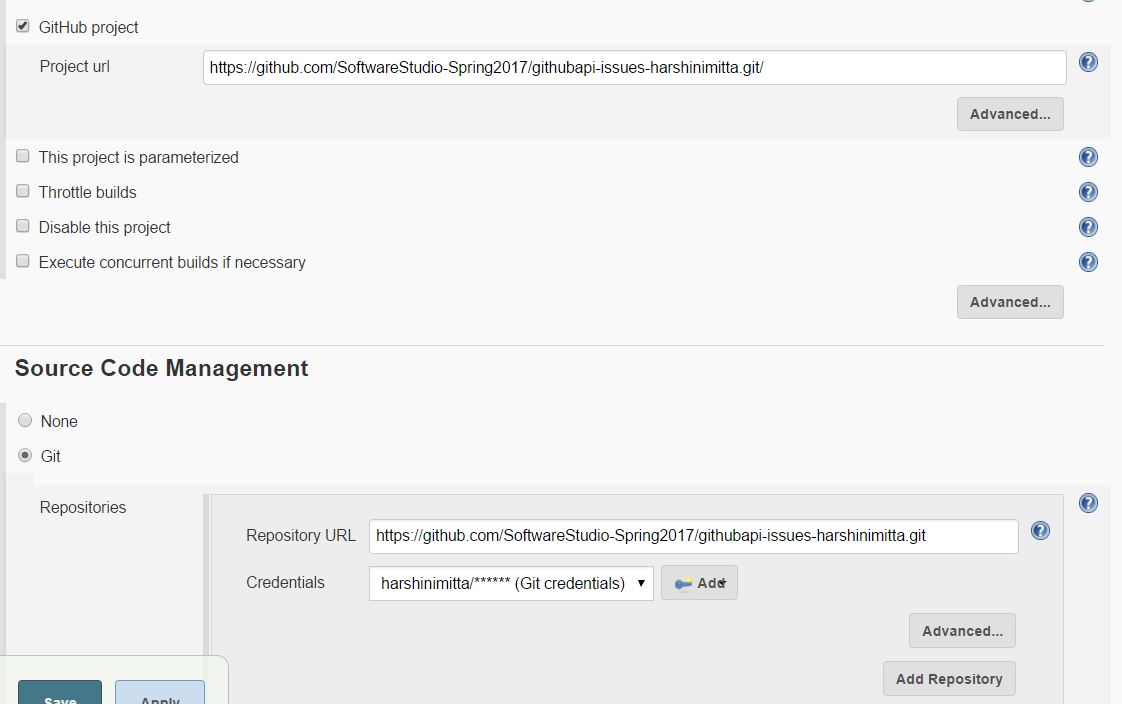 GitHub project
Project url https://github.com/SoftwareStudio-Spring2017/githubapi-issues-harshinimitta.git/
Advanced...
This project is parameterized
Throttle builds
Disable this project
Execute concurrent builds if necessary
Advanced...
Source Code Management
None
Git
Repositories
Repository URL https://github.com/SoftwareStudio-Spring2017/githubapi-issues-harshinimitta.git
Credentials harshinimitta/****** (Git credentials) Add
Advanced...
Add Repository
Save Apply